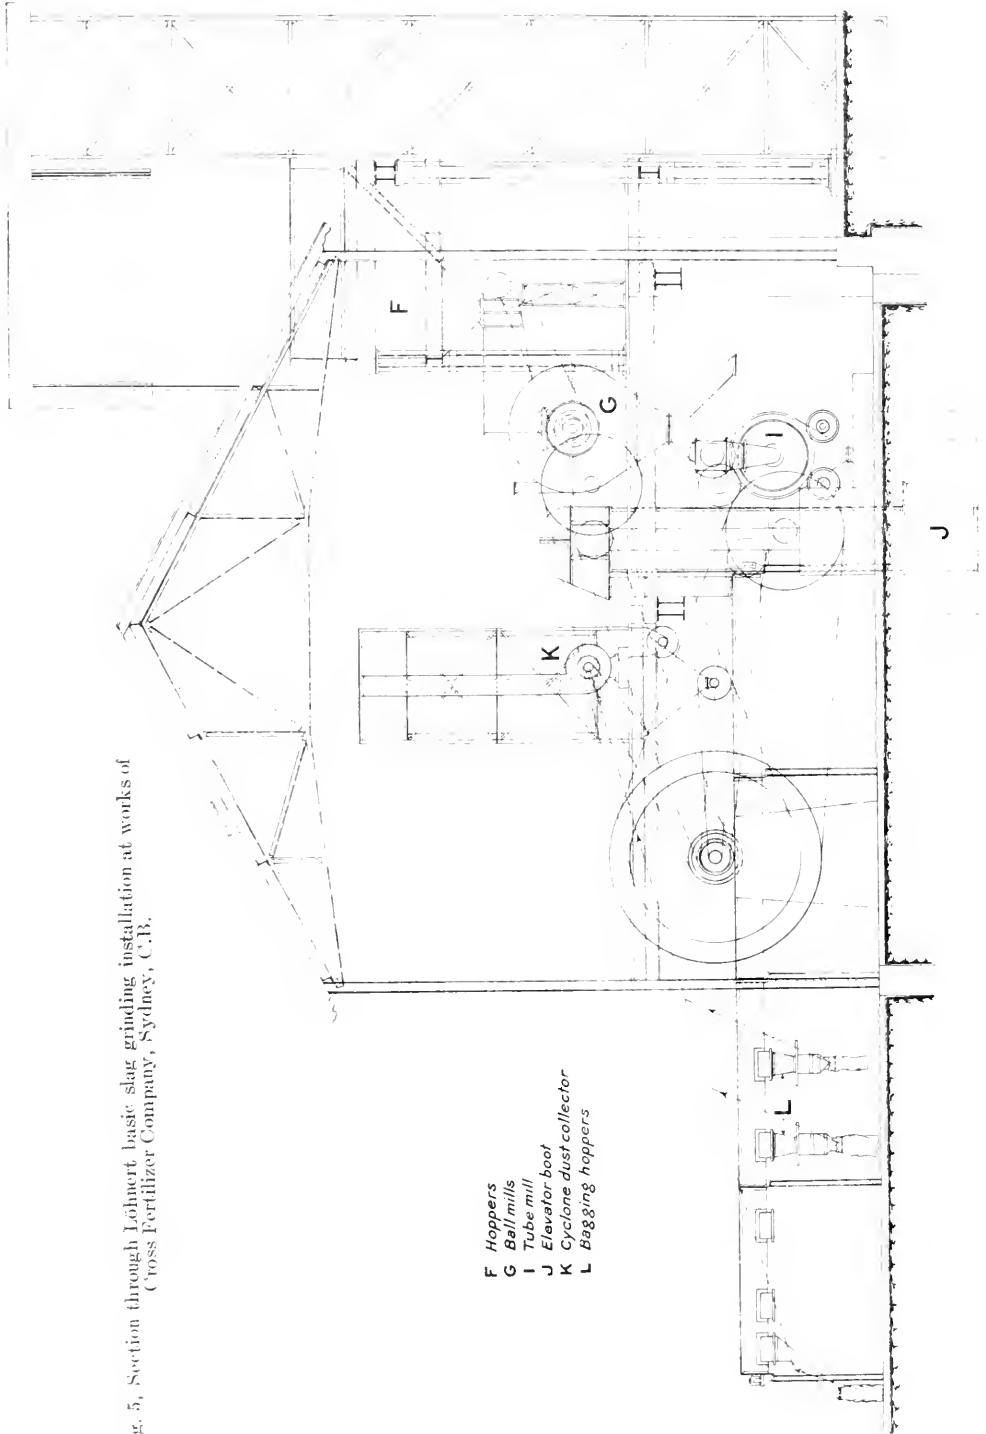 g. 5, Section through Löhnert basic slag grinding installation at works of
Cross Fertilizer Company, Sydney, C.B.
F Hoppers
G Ball mills
I Tube mill
J Elevator boot
K Cyclone dust collector
L Bagging hoppers
F
G
I
J
K
L